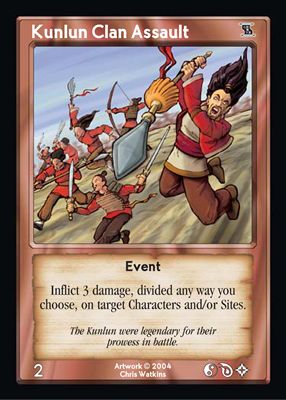 Kunlun Clan Assault
Event
Inflict 3 damage, divided any way you
choose, on target Characters and/or Sites.
The Kunlun were legendary for their
prowess in battle.
2
Artwork © 2004
Chris Watkins